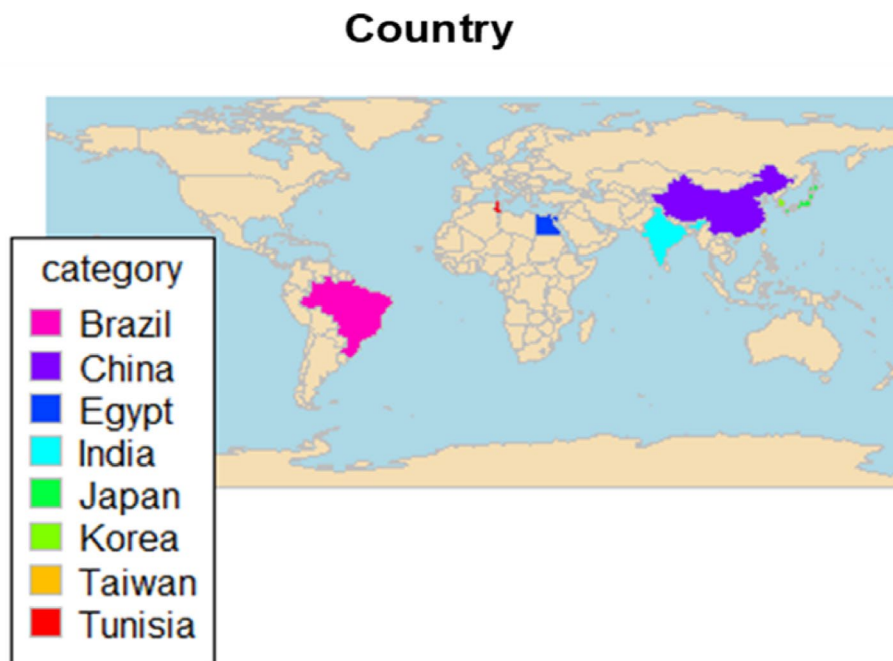 Country
category
Brazil
China
Egypt
India
Japan
Korea
Taiwan
Tunisia